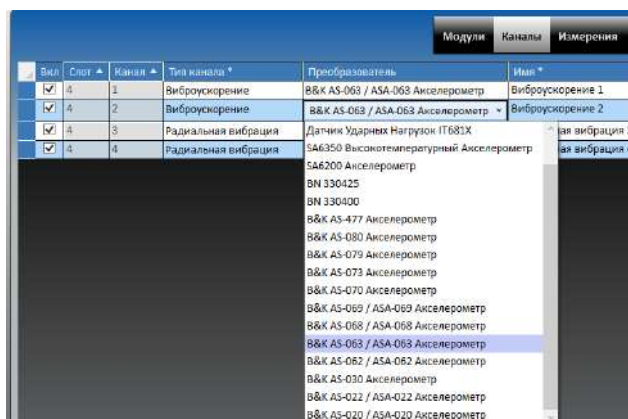 Модули Каналы Измерения
Вкл Слот Канал Тип канала * Преобразователь Имя *
4 1 Виброускорение B&K AS-063 / ASA-063 Акселерометр Виброускорение 1
4 2 Виброускорение B&K AS-063 / ASA-063 Акселерометр Виброускорение 2
4 3 Радиальная вибрация Датчик Ударных Нагрузок IT681X ая вибрация
4 4 Радиальная вибрация SA6350 Высокотемпературный Акселерометр ая вибрация
SA6200 Акселерометр
BN 330425
BN 330400
B&K AS-477 Акселерометр
B&K AS-080 Акселерометр
B&K AS-079 Акселерометр
B&K AS-073 Акселерометр
B&K AS-070 Акселерометр
B&K AS-069 / ASA-069 Акселерометр
B&K AS-068 / ASA-068 Акселерометр
B&K AS-063 / ASA-063 Акселерометр
B&K AS-062 / ASA-062 Акселерометр
B&K AS-030 Акселерометр
B&K AS-022 / ASA-022 Акселерометр
B&K AS-020 / ASA-020 Акселерометр